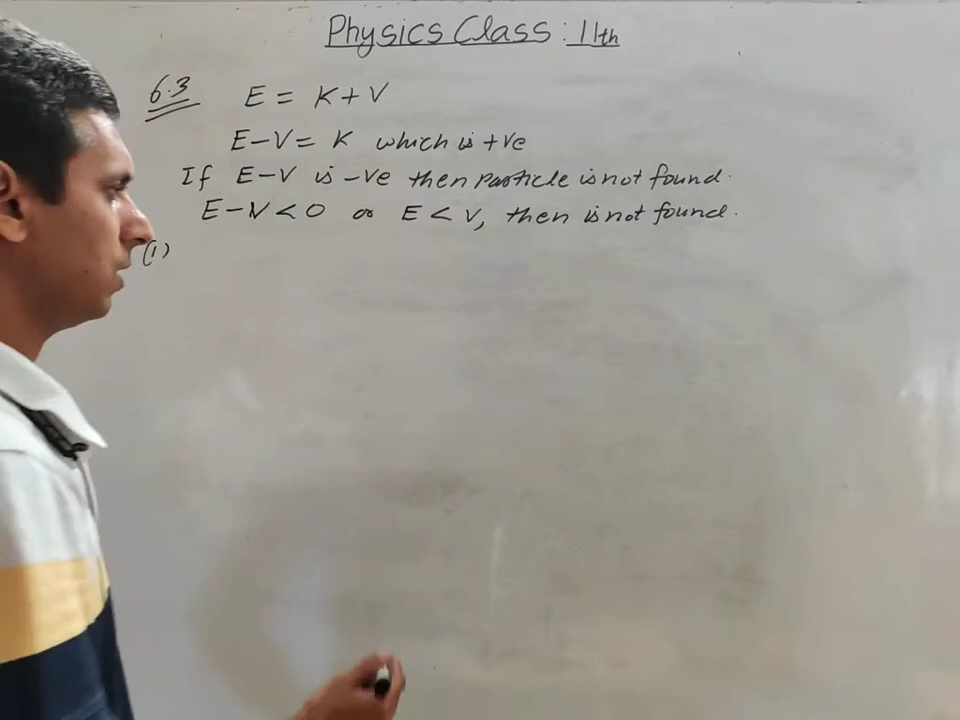 Physics Class : 11th
6.3 E = K+V
E-V = K which is +ve
If E-V is -ve then particle is not found.
E-V<0 or E<V, then is not found.
(1)